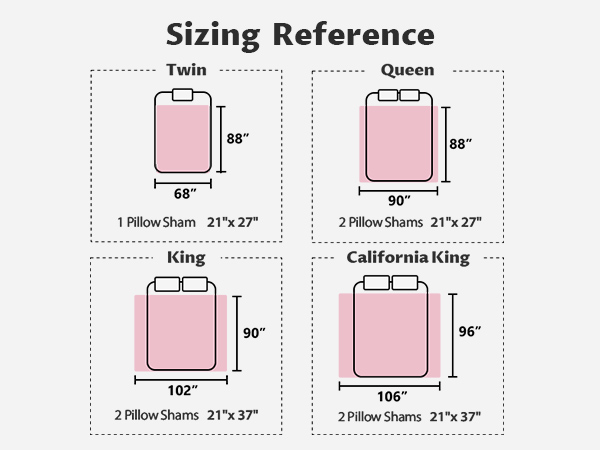 Sizing Reference
Twin
88”
68”
1 Pillow Sham 21"x 27"
Queen
88”
90”
2 Pillow Shams 21"x 27"
King
90”
102”
2 Pillow Shams 21"x 37"
California King
96”
106”
2 Pillow Shams 21"x 37"